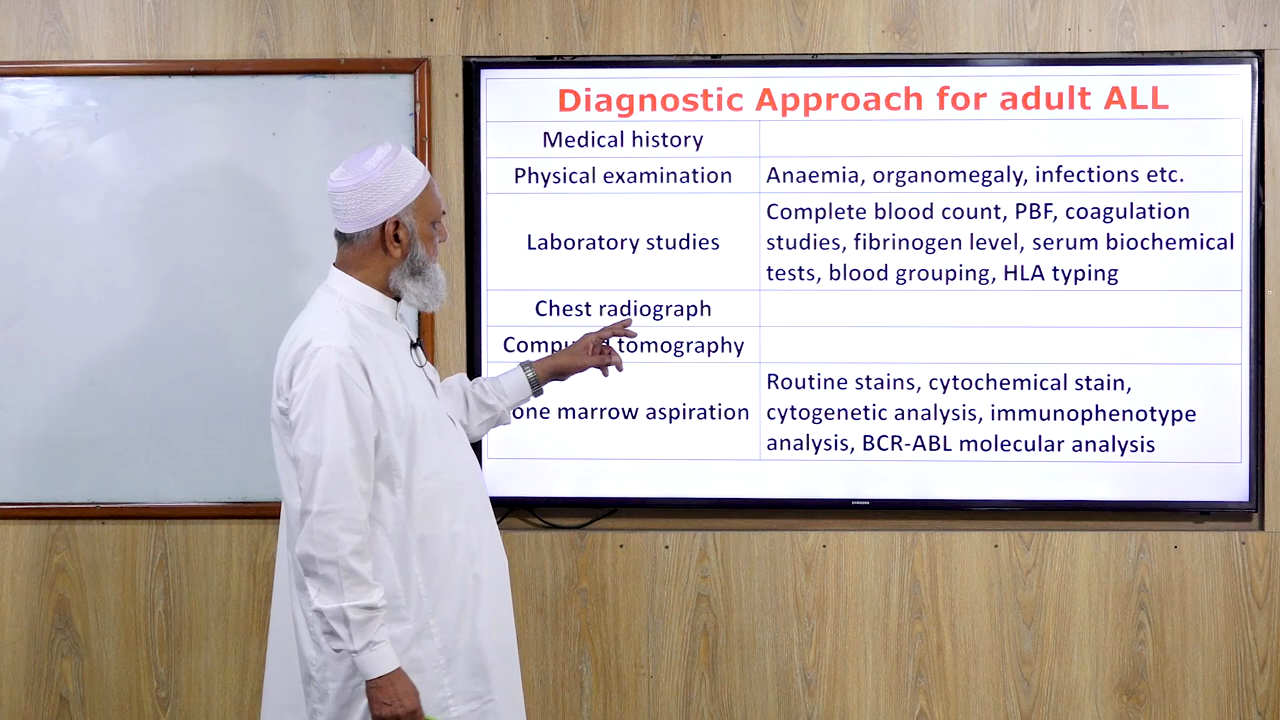 Diagnostic Approach for adult ALL
Medical history
Physical examination
Anaemia, organomegaly, infections etc.
Laboratory studies
Complete blood count, PBF, coagulation
studies, fibrinogen level, serum biochemical
tests, blood grouping, HLA typing
Chest radiograph
tomography
marrow aspiration
Routine stains, cytochemical stain,
cytogenetic analysis, immunophenotype
analysis, BCR-ABL molecular analysis
SAMSUNG